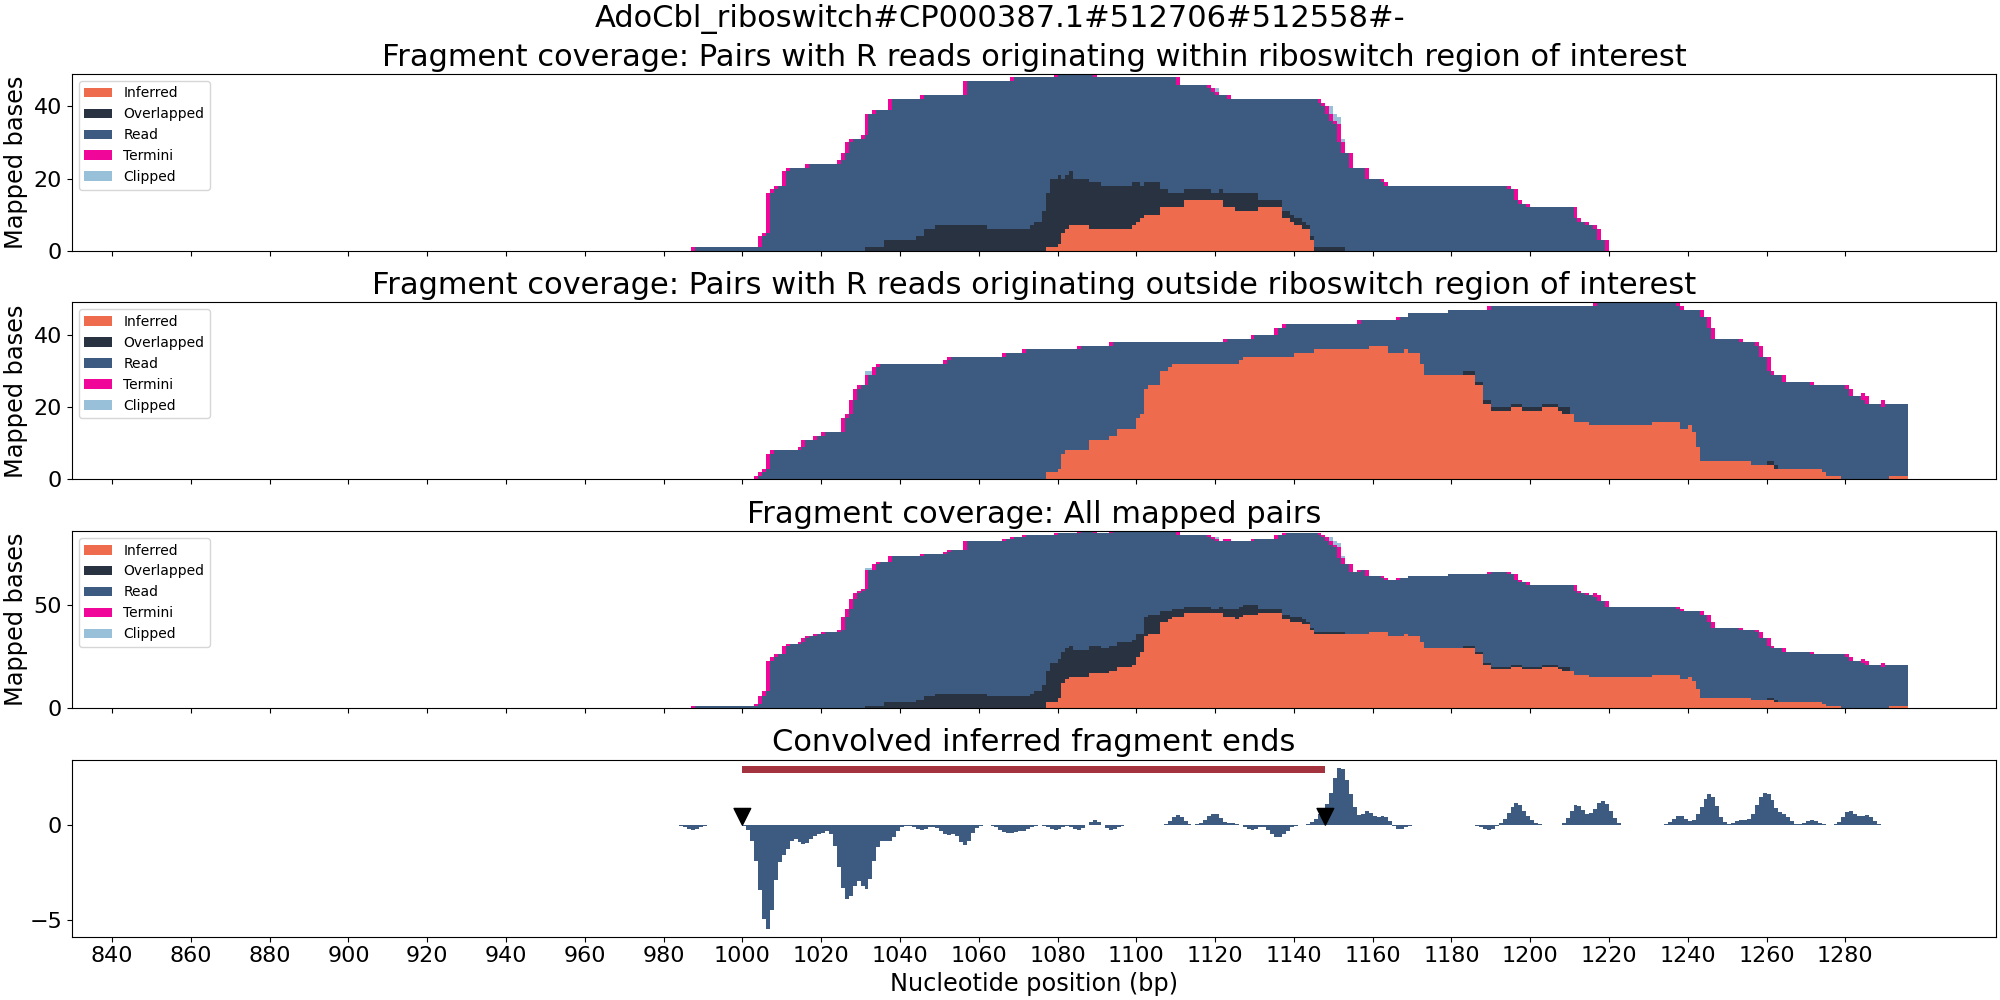 AdoCbl_riboswitch#CP000387.1#512706#512558#-
Fragment coverage: Pairs with R reads originating within riboswitch region of interest
Mapped bases
40
20
0
Inferred
Overlapped
Read
Termini
Clipped
Fragment coverage: Pairs with R reads originating outside riboswitch region of interest
Mapped bases
40
20
0
Inferred
Overlapped
Read
Termini
Clipped
Fragment coverage: All mapped pairs
Mapped bases
50
0
Inferred
Overlapped
Read
Termini
Clipped
Convolved inferred fragment ends
0
−5
840 860 880 900 920 940 960 980 1000 1020 1040 1060 1080 1100 1120 1140 1160 1180 1200 1220 1240 1260 1280
Nucleotide position (bp)